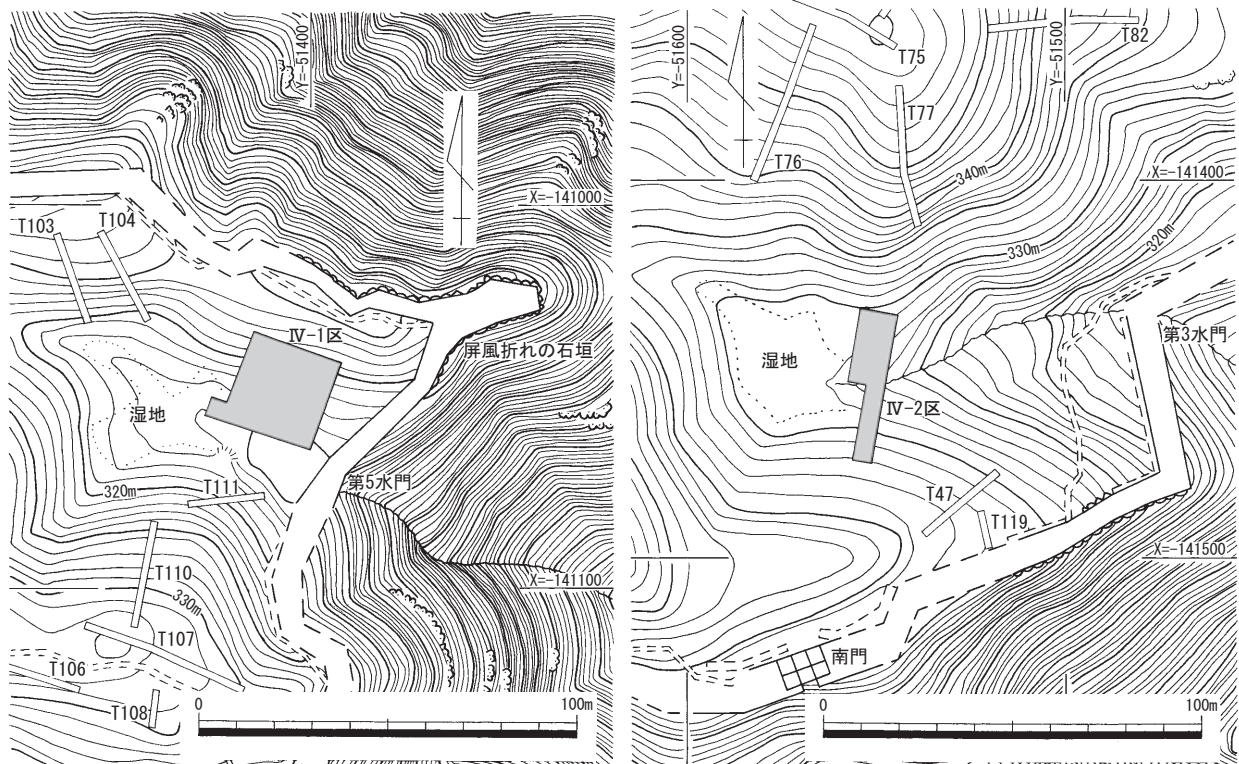 Y=-51400
X=-141000
T103
T104
Ⅳ-1区
屏風折れの石垣
湿地
第5水門
320m
T111
X=-141100
T110
330m
T107
T106
T108
0
100m
Y=-51600
Y=-51500
T75
T82
T77
T76
340m
X=-141400
330m
320m
第3水門
湿地
Ⅳ-2区
T47
T119
X=-141500
南門
0
100m